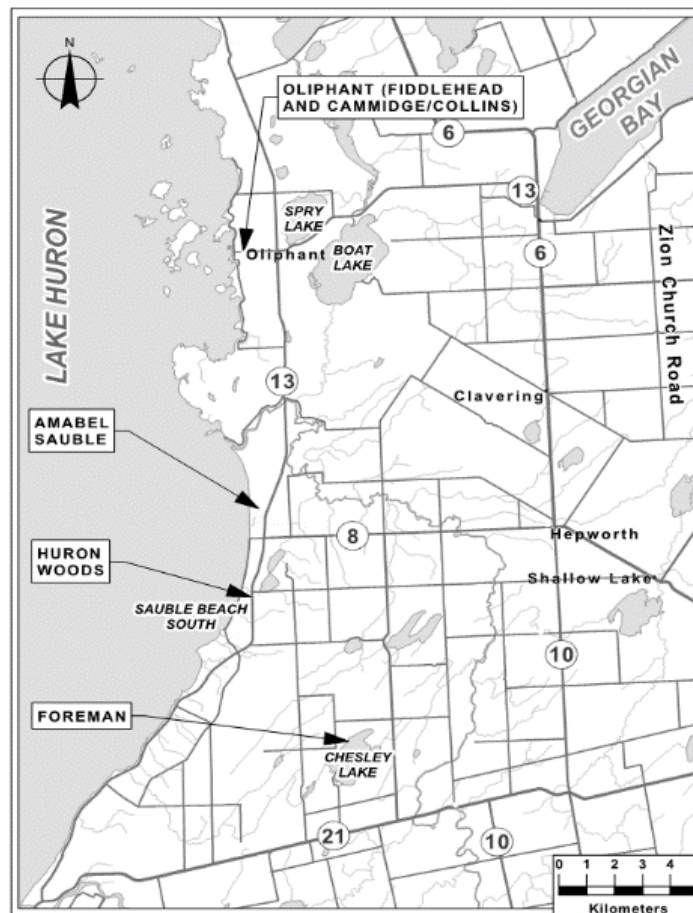 N
OLIPHANT (FIDDLEHEAD
AND CAMMIDGE/COLLINS)
GEORGIAN
BAY
6
13
SPRY
LAKE
Oliphant
BOAT
LAKE
6
Zion Church Road
LAKE HURON
13
Clavering
AMABEL
SAUBLE
8
Hepworth
HURON
WOODS
Shallow Lake
SAUBLE BEACH
SOUTH
10
FOREMAN
CHESLEY
LAKE
21
10
0 1 2 3 4
Kilometers